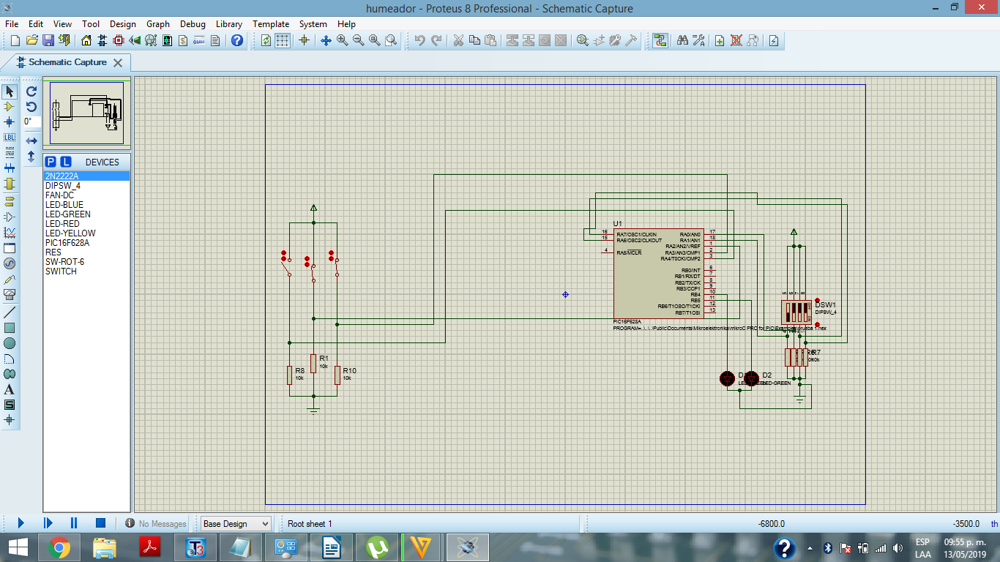 humeador - Proteus 8 Professional - Schematic Capture
File Edit View Tool Design Graph Debug Library Template System Help
Schematic Capture
0°
P L DEVICES
2N2222A
DIPSW_4
FAN-DC
LED-BLUE
LED-GREEN
LED-RED
LED-YELLOW
PIC16F628A
RES
SW-ROT-6
SWITCH
LBL
A
S
U1
16 RA7/OSC1/CLKIN RA0/AN0 17
15 RA6/OSC2/CLKOUT RA1/AN1 18
RA2/AN2/VREF 1
4 RA5/MCLR RA3/AN3/CMP1 2
RA4/T0CKI/CMP2 3
RB0/INT 6
RB1/RX/DT 7
RB2/TX/CK 8
RB3/CCP1 9
RB4 10
RB5 11
RB6/T1OSO/T1CKI 12
RB7/T1OSI 13
PIC16F628A
PROGRAM=..\..\..\Public\Documents\Mikroelektronika\mikroC PRO for PIC\Examples\prueba 1.hex
5 6 7 8
DSW1
DIPSW_4
R8
10k
R1
10k
R10
10k
R7
D2
LED-GREEN
No Messages
Base Design
Root sheet 1
-6800.0
-3500.0
th
T3
ESP
LAA
09:55 p. m.
13/05/2019